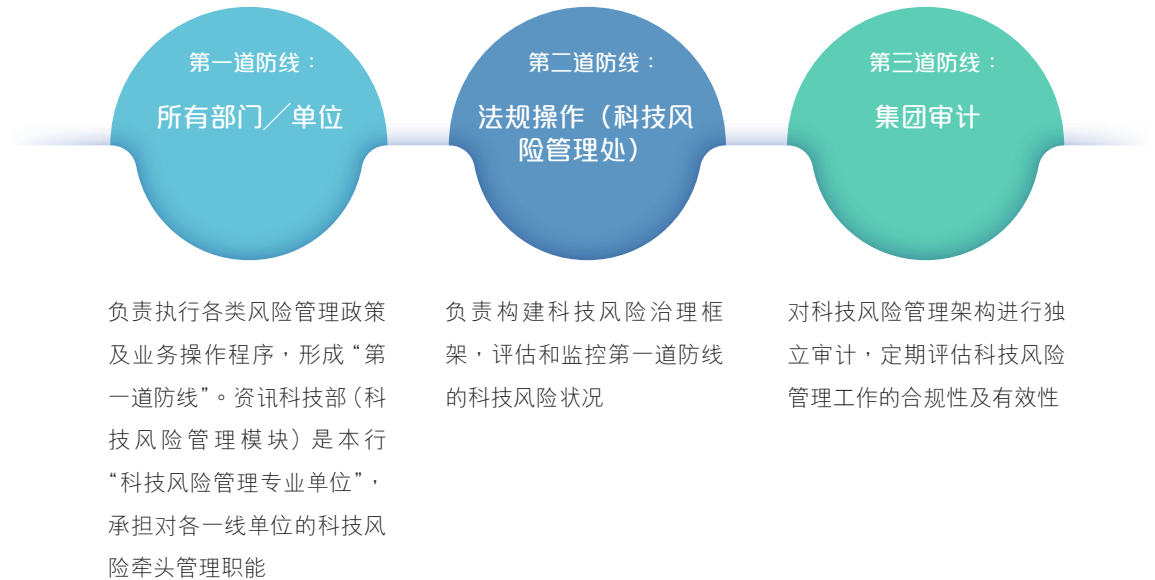 第一道防线：
所有部门／单位
负责执行各类风险管理政策
及业务操作程序，形成“第
一道防线”。资讯科技部（科
技风险管理模块）是本行
“科技风险管理专业单位”，
承担对各一线单位的科技风
险牵头管理职能
第二道防线：
法规操作（科技风
险管理处）
负责构建科技风险治理框
架，评估和监控第一道防线
的科技风险状况
第三道防线：
集团审计
对科技风险管理架构进行独
立审计，定期评估科技风险
管理工作的合规性及有效性